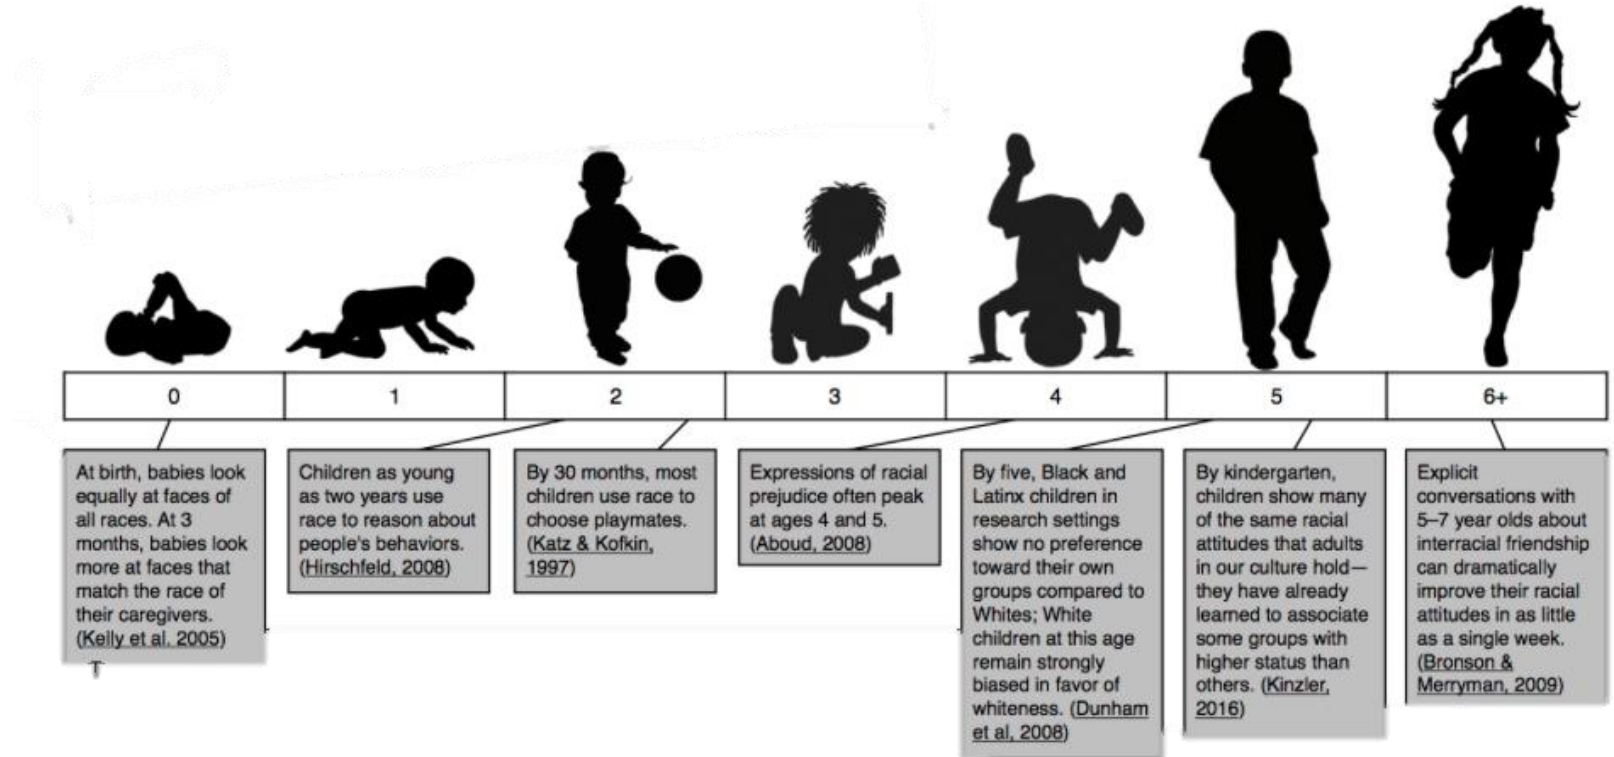 0
1
2
3
4
5
6+
At birth, babies look
equally at faces of
all races. At 3
months, babies look
more at faces that
match the race of
their caregivers.
(Kelly et al. 2005)
Children as young
as two years use
race to reason about
people's behaviors.
(Hirschfeld, 2008)
By 30 months, most
children use race to
choose playmates.
(Katz & Kofkin,
1997)
Expressions of racial
prejudice often peak
at ages 4 and 5.
(Aboud, 2008)
By five, Black and
Latinx children in
research settings
show no preference
toward their own
groups compared to
Whites; White
children at this age
remain strongly
biased in favor of
whiteness. (Dunham
et al, 2008)
By kindergarten,
children show many
of the same racial
attitudes that adults
in our culture hold—
they have already
learned to associate
some groups with
higher status than
others. (Kinzler,
2016)
Explicit
conversations with
5–7 year olds about
interracial friendship
can dramatically
improve their racial
attitudes in as little
as a single week.
(Bronson &
Merryman, 2009)